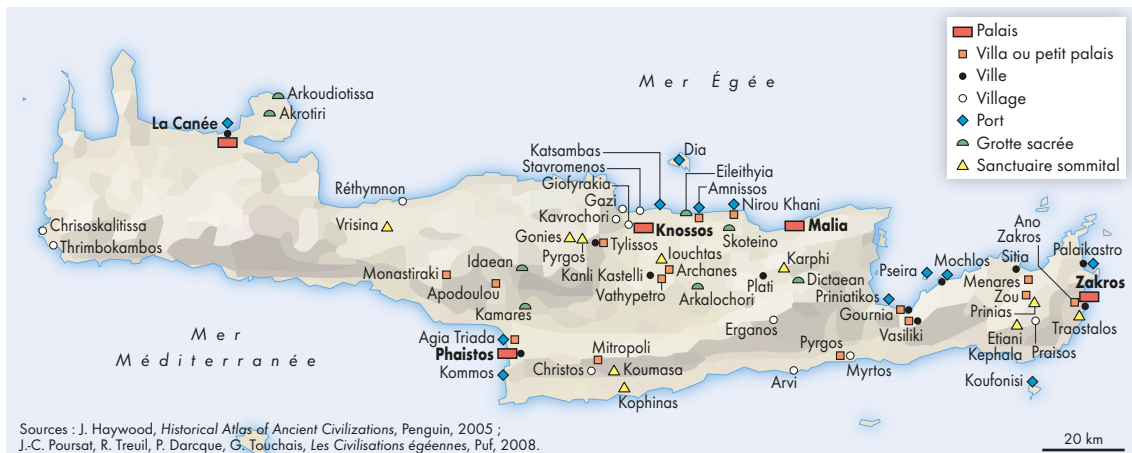 Palais
Villa ou petit palais
Ville
Village
Port
Grotte sacrée
Sanctuaire sommital
Mer Égée
Arkoudiotissa
Akrotiri
La Canée
Katsambas
Dia
Stavromenos
Eileithyia
Giofyrakia
Amnissos
Réthymnon
Gazi
Nirou Khani
Kavrochori
Vrisina
Knossos
Malia
Chrisoskalitissa
Thrimbokambos
Gonies
Skoteino
Ano
Zakros
Palaikastro
Pyrgos
Tylissos
Iouchtas
Karphi
Mochlos
Sitia
Idaean
Archanes
Pseira
Monastiraki
Kanli Kastelli
Plati
Dictaean
Menares
Zakros
Apodoulou
Vathypetro
Arkalochori
Priniatikos
Zou
Kamares
Gournia
Prinias
Erganos
Vasiliki
Traostalos
Mer
Méditerranée
Agia Triada
Etiani
Kephala
Praisos
Phaistos
Mitropoli
Pyrgos
Kommos
Christos
Koumasa
Myrtos
Arvi
Koufonisi
Kophinas
Sources : J. Haywood, Historical Atlas of Ancient Civilizations, Penguin, 2005 ;
J.-C. Poursat, R. Treuil, P. Darcque, G. Touchais, Les Civilisations égéennes, Puf, 2008.
20 km